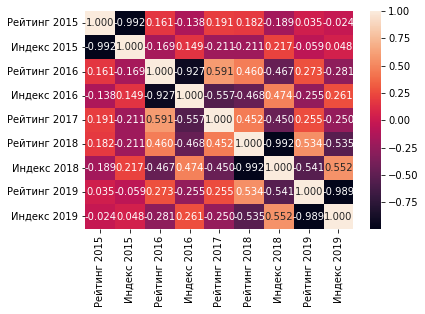 Рейтинг 2015 1.000 -0.992 0.161 -0.138 0.191 0.182 -0.189 0.035 -0.024
Индекс 2015 -0.992 1.000 -0.169 0.149 -0.211 -0.211 0.217 -0.059 0.048
Рейтинг 2016 0.161 -0.169 1.000 -0.927 0.591 0.460 -0.467 0.273 -0.281
Индекс 2016 -0.138 0.149 -0.927 1.000 -0.557 -0.468 0.474 -0.255 0.261
Рейтинг 2017 0.191 -0.211 0.591 -0.557 1.000 0.452 -0.450 0.255 -0.250
Рейтинг 2018 0.182 -0.211 0.460 -0.468 0.452 1.000 -0.992 0.534 -0.535
Индекс 2018 -0.189 0.217 -0.467 0.474 -0.450 -0.992 1.000 -0.541 0.552
Рейтинг 2019 0.035 -0.059 0.273 -0.255 0.255 0.534 -0.541 1.000 -0.989
Индекс 2019 -0.024 0.048 -0.281 0.261 -0.250 -0.535 0.552 -0.989 1.000
Рейтинг 2015
Индекс 2015
Рейтинг 2016
Индекс 2016
Рейтинг 2017
Рейтинг 2018
Индекс 2018
Рейтинг 2019
Индекс 2019
1.00
0.75
0.50
0.25
0.00
-0.25
-0.50
-0.75